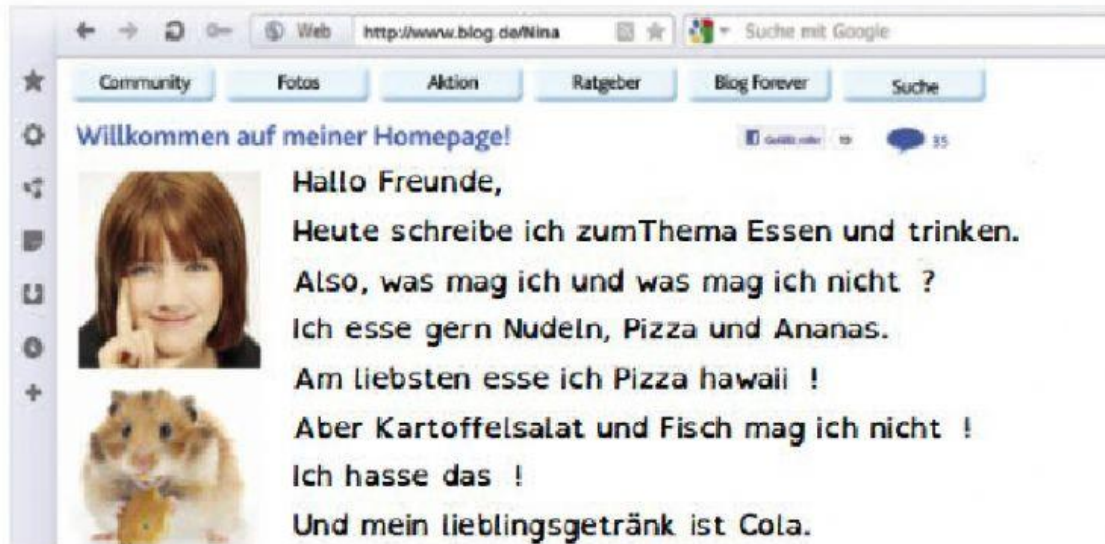 Web http://www.blog.de/Nina Suche mit Google
Community Fotos Aktion Ratgeber Blog Forever Suche
Willkommen auf meiner Homepage! 35
Hallo Freunde,
Heute schreibe ich zumThema Essen und trinken.
Also, was mag ich und was mag ich nicht ?
Ich esse gern Nudeln, Pizza und Ananas.
Am liebsten esse ich Pizza hawaii !
Aber Kartoffelsalat und Fisch mag ich nicht !
Ich hasse das !
Und mein lieblingsgetränk ist Cola.